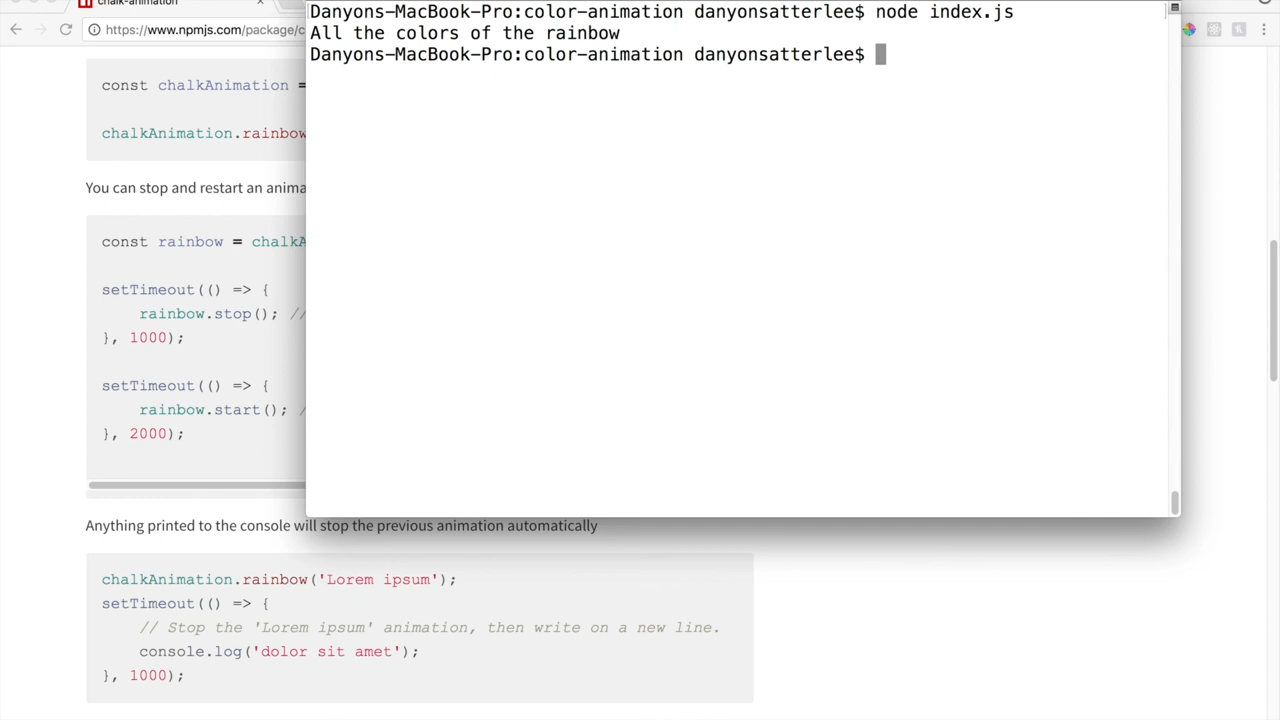 chalk-animation
https://www.npmjs.com/package/c
Danyons-MacBook-Pro:color-animation danyonsatterlee$ node index.js
All the colors of the rainbow
Danyons-MacBook-Pro:color-animation danyonsatterlee$
const chalkAnimation =
chalkAnimation.rainbow
You can stop and restart an anima
const rainbow = chalkA
setTimeout(() => {
rainbow.stop(); //
}, 1000);
setTimeout(() => {
rainbow.start(); /
}, 2000);
Anything printed to the console will stop the previous animation automatically
chalkAnimation.rainbow('Lorem ipsum');
setTimeout(() => {
// Stop the 'Lorem ipsum' animation, then write on a new line.
console.log('dolor sit amet');
}, 1000);